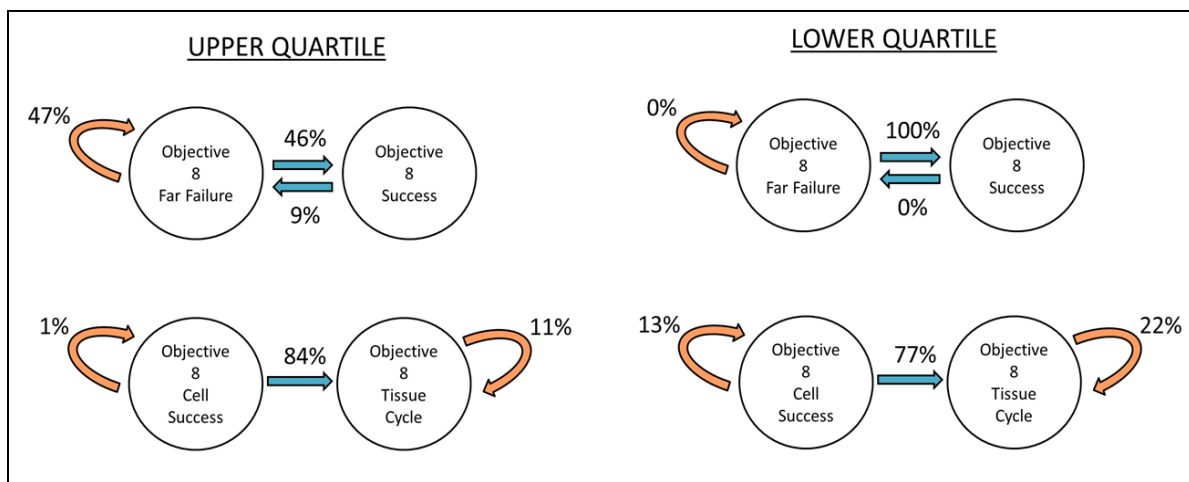 UPPER QUARTILE
47%
Objective
8
Far Failure
46%
9%
Objective
8
Success
1%
Objective
8
Cell
Success
84%
Objective
8
Tissue
Cycle
11%
LOWER QUARTILE
0%
Objective
8
Far Failure
100%
0%
Objective
8
Success
13%
Objective
8
Cell
Success
77%
Objective
8
Tissue
Cycle
22%